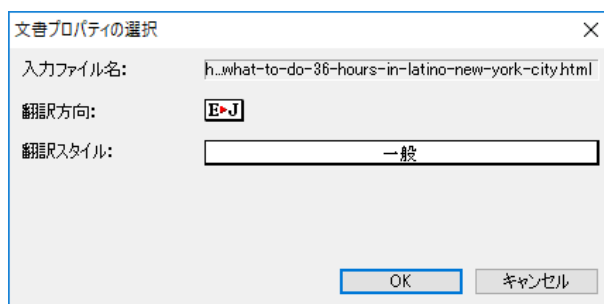 文書プロパティの選択
入力ファイル名: h...what-to-do-36-hours-in-latino-new-york-city.html
翻訳方向: E▶J
翻訳スタイル: 一般
OK キャンセル